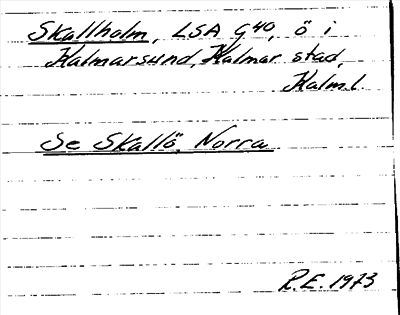 Skallholm, LSA G40, ö i
Kalmarsund, Kalmar stad,
Kalm.l.
Se Skallö, Norra
R.E. 1973